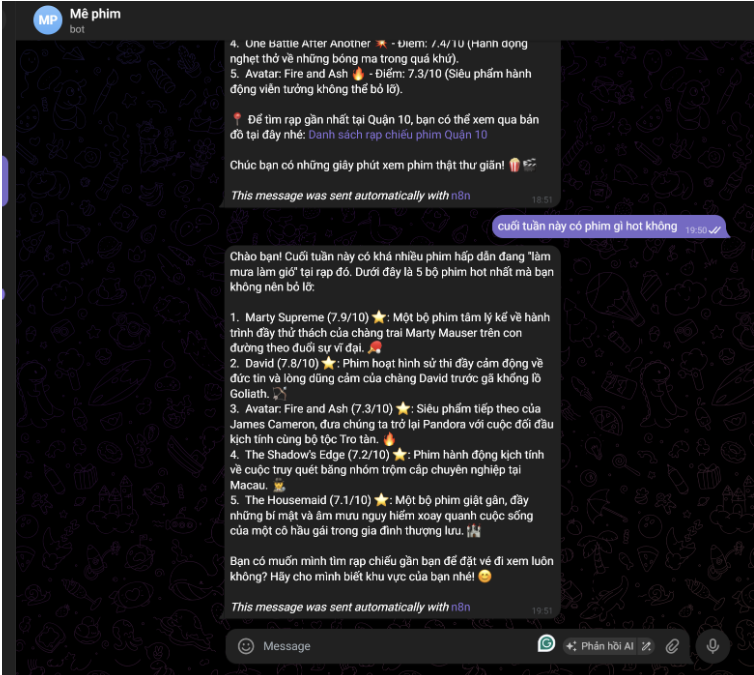 MP
Mê phim
bot
4. One Battle After Another 💥 - Điểm: 7.4/10 (Hành động
nghẹt thở về những bóng ma trong quá khứ).
5. Avatar: Fire and Ash 🔥 - Điểm: 7.3/10 (Siêu phẩm hành
động viễn tưởng không thể bỏ lỡ).
📍 Để tìm rạp gần nhất tại Quận 10, bạn có thể xem qua bản
đồ tại đây nhé: Danh sách rạp chiếu phim Quận 10
Chúc bạn có những giây phút xem phim thật thư giãn! 🍿🎬
This message was sent automatically with n8n
18:51
cuối tuần này có phim gì hot không 19:50
Chào bạn! Cuối tuần này có khá nhiều phim hấp dẫn đang "làm
mưa làm gió" tại rạp đó. Dưới đây là 5 bộ phim hot nhất mà bạn
không nên bỏ lỡ:
1. Marty Supreme (7.9/10) ⭐: Một bộ phim tâm lý kể về hành
trình đầy thử thách của chàng trai Marty Mauser trên con
đường theo đuổi sự vĩ đại. 🏓
2. David (7.8/10) ⭐: Phim hoạt hình sử thi đầy cảm động về
đức tin và lòng dũng cảm của chàng David trước gã khổng lồ
Goliath. 🏹
3. Avatar: Fire and Ash (7.3/10) ⭐: Siêu phẩm tiếp theo của
James Cameron, đưa chúng ta trở lại Pandora với cuộc đối đầu
kịch tính cùng bộ tộc Tro tàn. 🔥
4. The Shadow's Edge (7.2/10) ⭐: Phim hành động kịch tính
về cuộc truy quét băng nhóm trộm cắp chuyên nghiệp tại
Macau. 🕵️
5. The Housemaid (7.1/10) ⭐: Một bộ phim giật gân, đầy
những bí mật và âm mưu nguy hiểm xoay quanh cuộc sống
của một cô hầu gái trong gia đình thượng lưu. 🏰
Bạn có muốn mình tìm rạp chiếu gần bạn để đặt vé đi xem luôn
không? Hãy cho mình biết khu vực của bạn nhé! 😊
This message was sent automatically with n8n
19:51
Message
Phản hồi AI